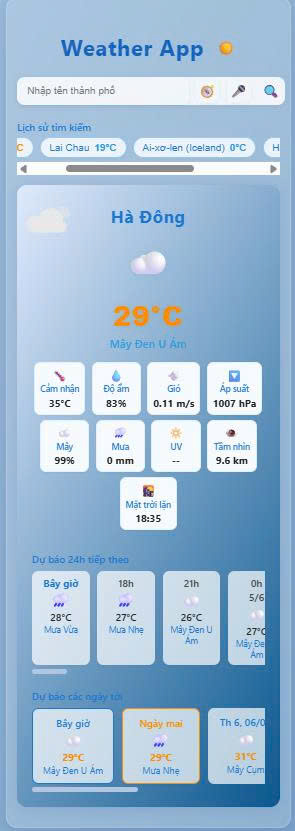 Weather App
Nhập tên thành phố
Lịch sử tìm kiếm
C Lai Chau 19°C Ai-xơ-len (Iceland) 0°C H
Hà Đông
29°C
Mây Đen U Ám
Cảm nhận Độ ẩm Gió Áp suất
35°C 83% 0.11 m/s 1007 hPa
Mây Mưa UV Tầm nhìn
99% 0 mm -- 9.6 km
Mặt trời lặn
18:35
Dự báo 24h tiếp theo
Bây giờ 18h 21h 0h
5/6
28°C 27°C 26°C 27°C
Mưa Vừa Mưa Nhẹ Mây Đen U Ám Mây Đe Ám
Dự báo các ngày tới
Bây giờ Ngày mai Th 6, 06/0
29°C 29°C 31°C
Mây Đen U Ám Mưa Nhẹ Mây Cụm